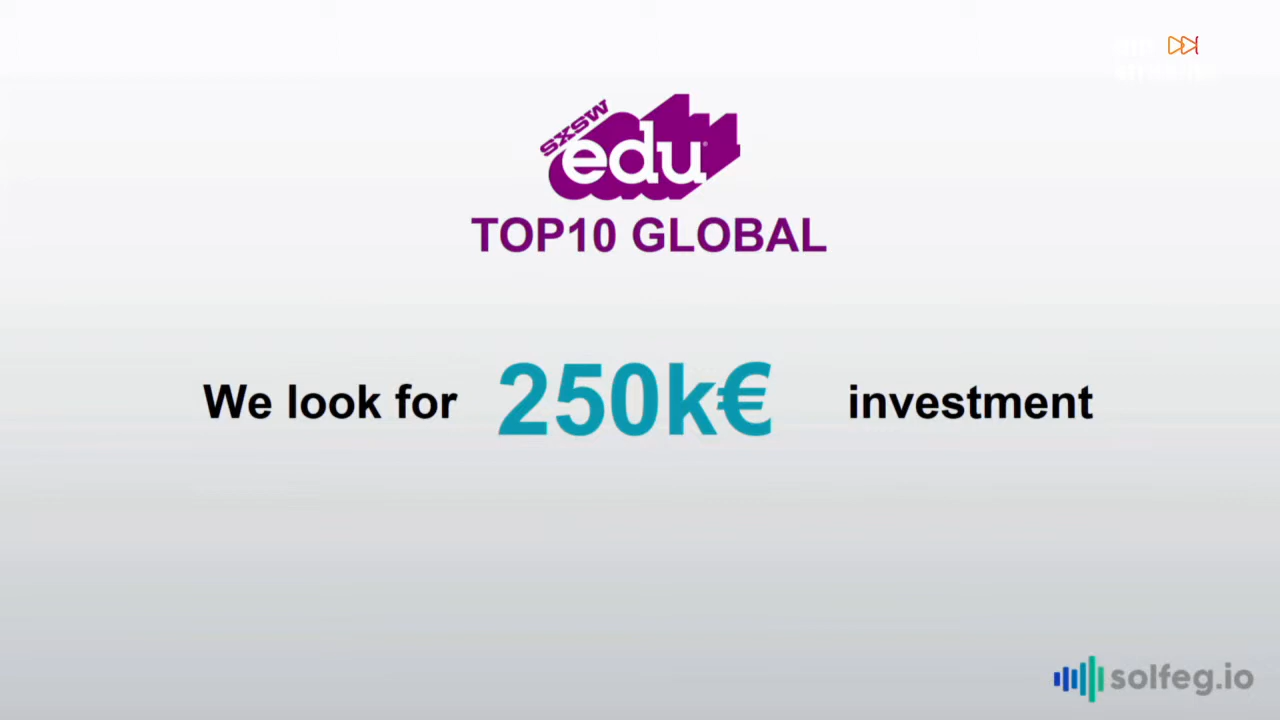 sxsw
edu
TOP10 GLOBAL
We look for 250k€ investment
solfeg.io